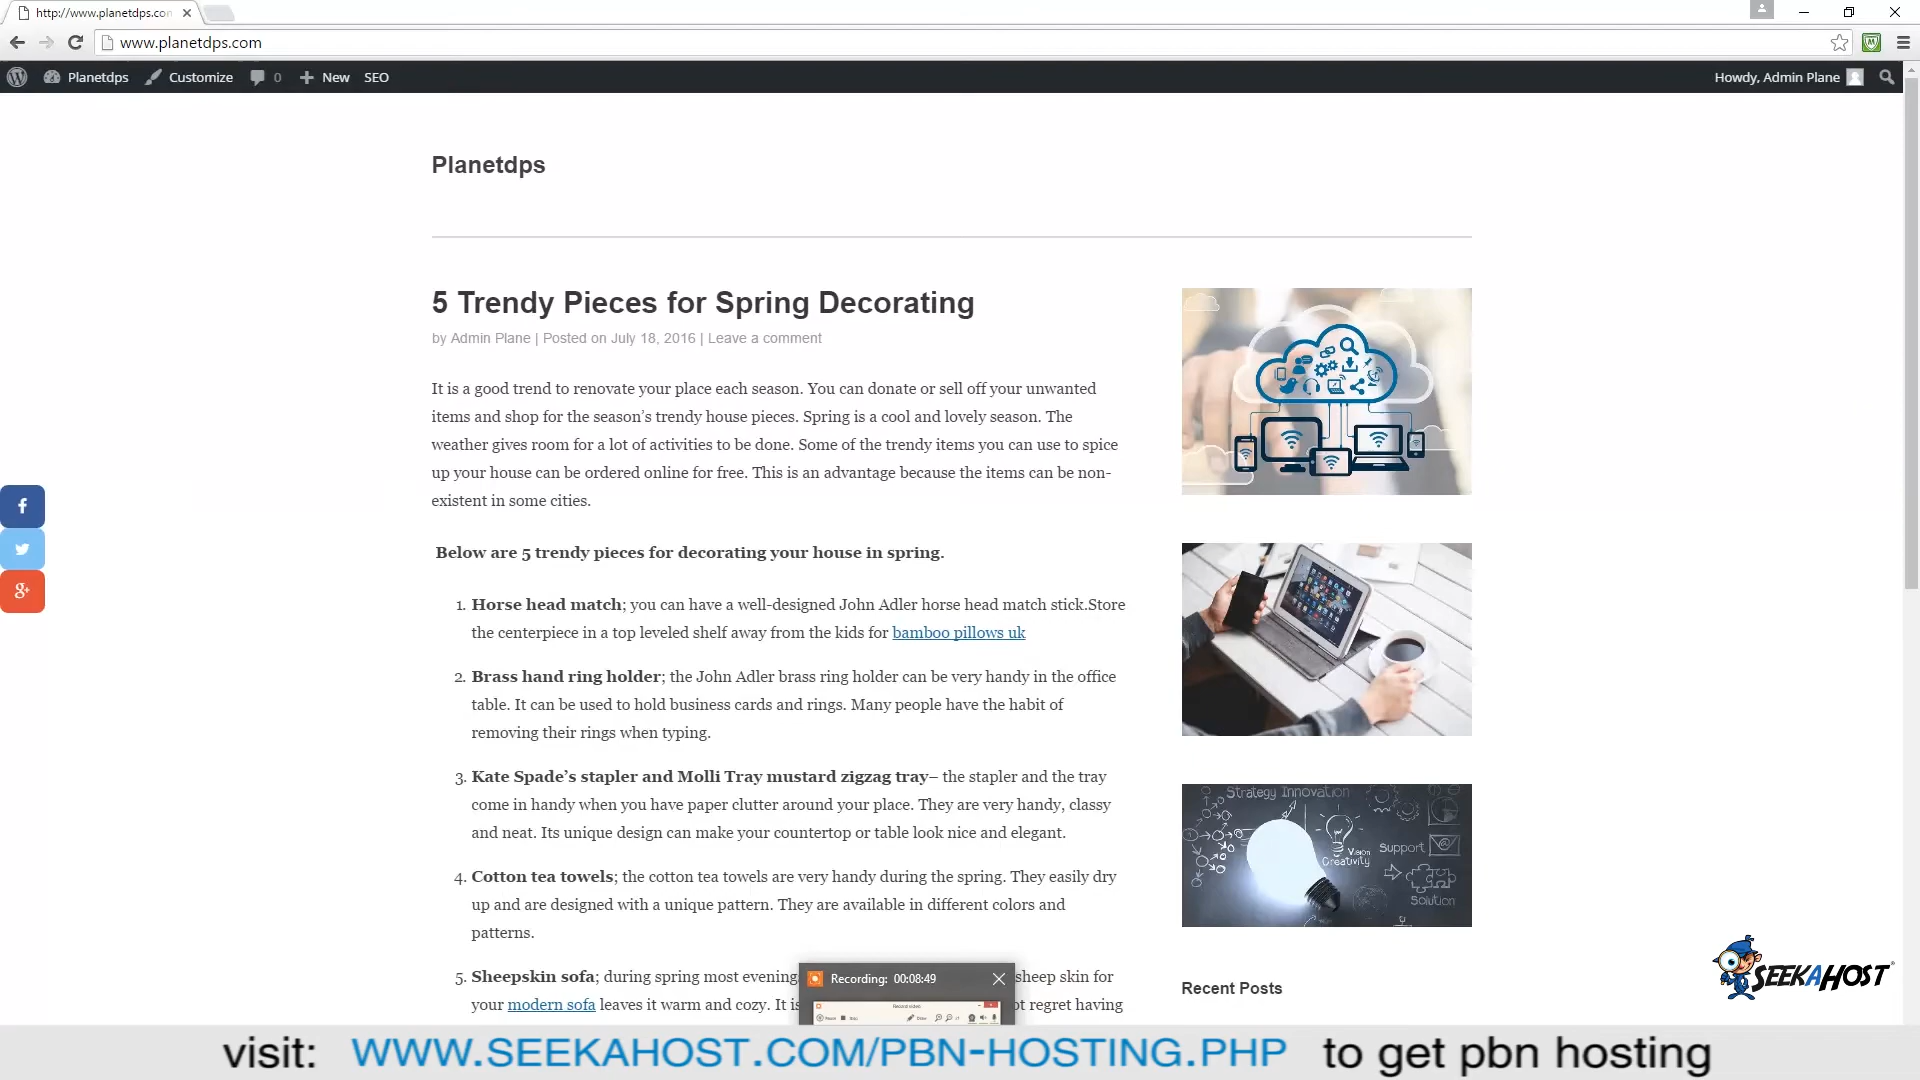 http://www.planetdps.con
www.planetdps.com
Planetdps Customize 0 New SEO Howdy, Admin Plane
Planetdps
5 Trendy Pieces for Spring Decorating
by Admin Plane | Posted on July 18, 2016 | Leave a comment
It is a good trend to renovate your place each season. You can donate or sell off your unwanted
items and shop for the season’s trendy house pieces. Spring is a cool and lovely season. The
weather gives room for a lot of activities to be done. Some of the trendy items you can use to spice
up your house can be ordered online for free. This is an advantage because the items can be non-
existent in some cities.
Below are 5 trendy pieces for decorating your house in spring.
1. Horse head match; you can have a well-designed John Adler horse head match stick.Store
the centerpiece in a top leveled shelf away from the kids for bamboo pillows uk
2. Brass hand ring holder; the John Adler brass ring holder can be very handy in the office
table. It can be used to hold business cards and rings. Many people have the habit of
removing their rings when typing.
3. Kate Spade’s stapler and Molli Tray mustard zigzag tray– the stapler and the tray
come in handy when you have paper clutter around your place. They are very handy, classy
and neat. Its unique design can make your countertop or table look nice and elegant.
4. Cotton tea towels; the cotton tea towels are very handy during the spring. They easily dry
up and are designed with a unique pattern. They are available in different colors and
patterns.
5. Sheepskin sofa; during spring most evening sheep skin for
your modern sofa leaves it warm and cozy. It is ot regret having
Strategy Innovation
Vision
Creativity
Support
Solution
Recent Posts
Recording: 00:08:49
Record video
SEEKAHOST
visit: WWW.SEEKAHOST.COM/PBN-HOSTING.PHP to get pbn hosting